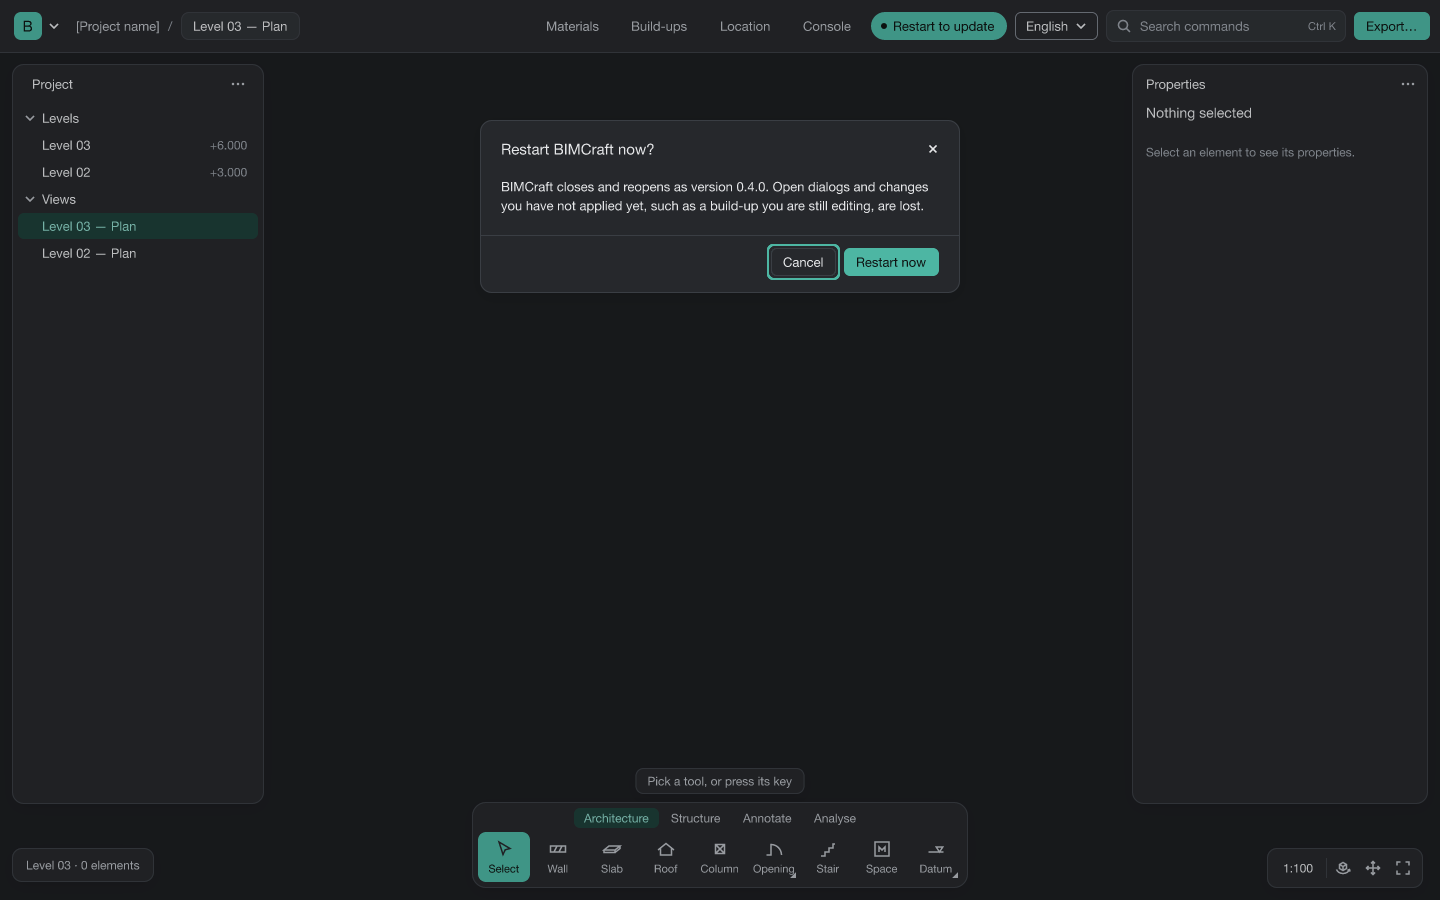 B
[Project name] / Level 03 — Plan
Materials Build-ups Location Console
Restart to update
English
Search commands Ctrl K
Export...
Project
Levels
Level 03 +6.000
Level 02 +3.000
Views
Level 03 — Plan
Level 02 — Plan
Restart BIMCraft now?
BIMCraft closes and reopens as version 0.4.0. Open dialogs and changes
you have not applied yet, such as a build-up you are still editing, are lost.
Cancel Restart now
Properties
Nothing selected
Select an element to see its properties.
Pick a tool, or press its key
Architecture Structure Annotate Analyse
Select Wall Slab Roof Column Opening Stair Space Datum
Level 03 · 0 elements
1:100